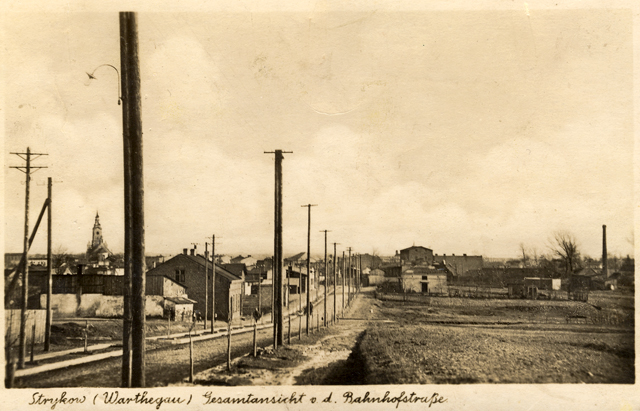 Strykow (Warthegau) Gesamtansicht v. d. Bahnhofstraße